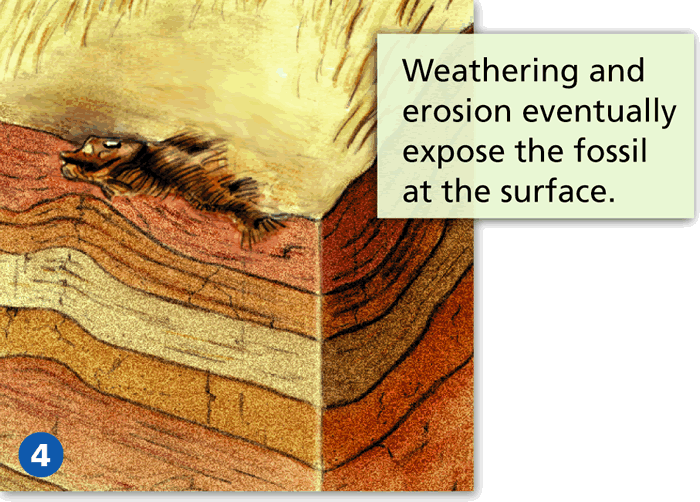 Weathering and
erosion eventually
expose the fossil
at the surface.
4